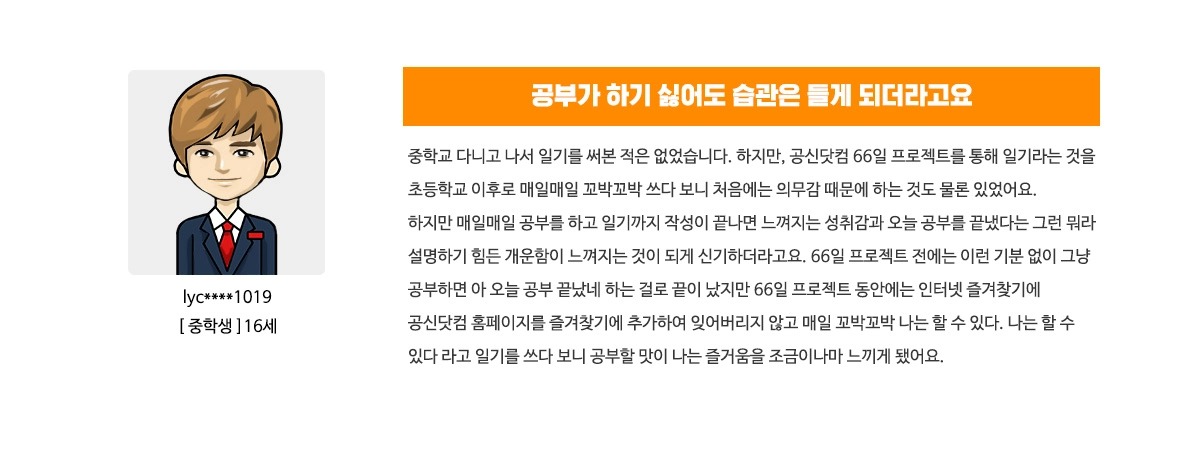 공부가 하기 싫어도 습관은 들게 되더라고요
중학교 다니고 나서 일기를 써본 적은 없었습니다. 하지만, 공신닷컴 66일 프로젝트를 통해 일기라는 것을
초등학교 이후로 매일매일 꼬박꼬박 쓰다 보니 처음에는 의무감 때문에 하는 것도 물론 있었어요.
하지만 매일매일 공부를 하고 일기까지 작성이 끝나면 느껴지는 성취감과 오늘 공부를 끝냈다는 그런 뭐라
설명하기 힘든 개운함이 느껴지는 것이 되게 신기하더라고요. 66일 프로젝트 전에는 이런 기분 없이 그냥
공부하면 아 오늘 공부 끝났네 하는 걸로 끝이 났지만 66일 프로젝트 동안에는 인터넷 즐겨찾기에
공신닷컴 홈페이지를 즐겨찾기에 추가하여 잊어버리지 않고 매일 꼬박꼬박 나는 할 수 있다. 나는 할 수
있다 라고 일기를 쓰다 보니 공부할 맛이 나는 즐거움을 조금이나마 느끼게 됐어요.
lyc****1019
[ 중학생 ] 16세